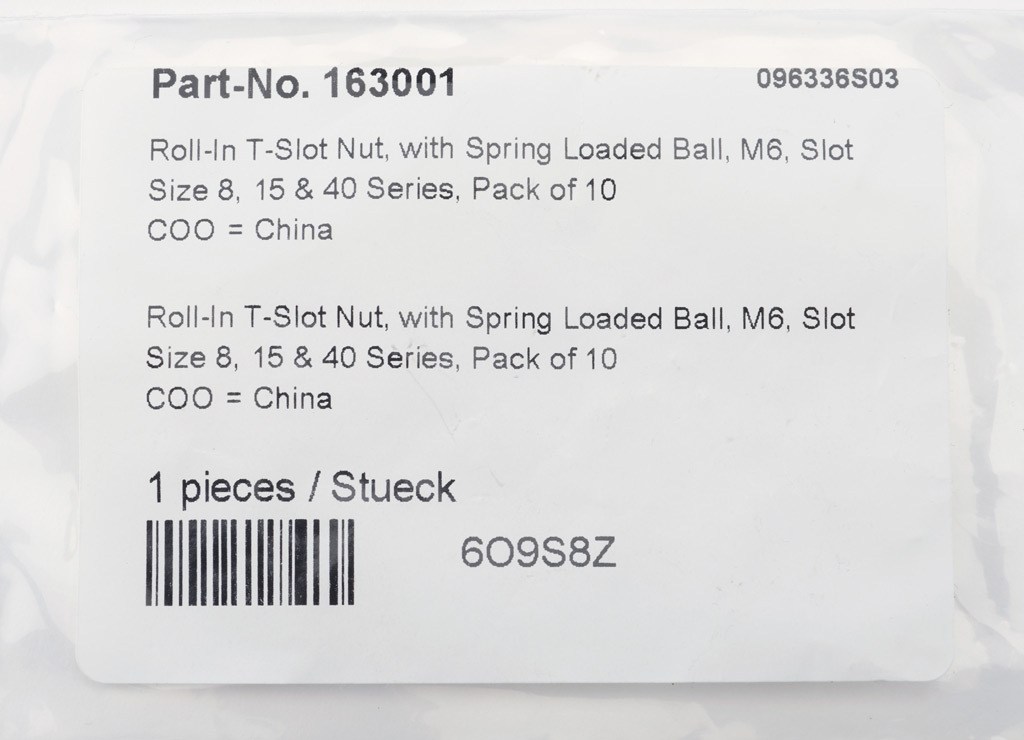 Part-No. 163001 096336S03
Roll-In T-Slot Nut, with Spring Loaded Ball, M6, Slot
Size 8, 15 & 40 Series, Pack of 10
COO = China
Roll-In T-Slot Nut, with Spring Loaded Ball, M6, Slot
Size 8, 15 & 40 Series, Pack of 10
COO = China
1 pieces / Stueck
6O9S8Z